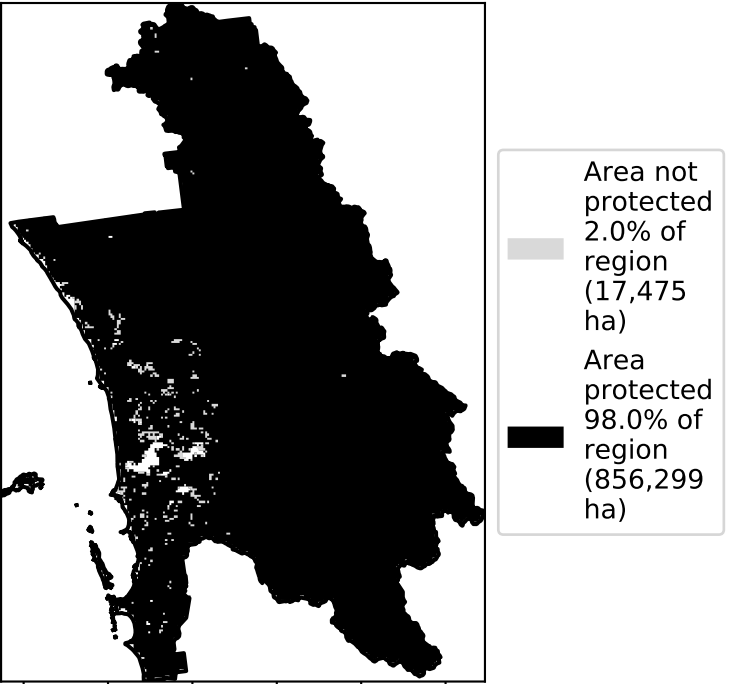 Area not
protected
2.0% of
region
(17,475
ha)
Area
protected
98.0% of
region
(856,299
ha)